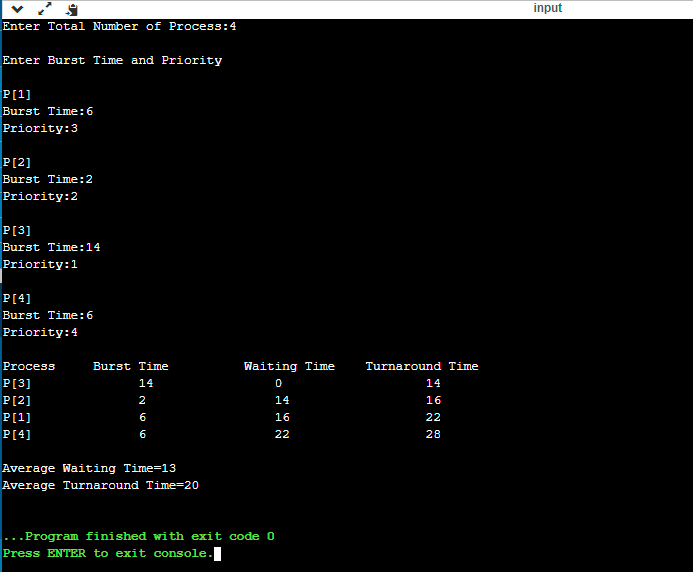 input
Enter Total Number of Process:4
Enter Burst Time and Priority
P[1]
Burst Time:6
Priority:3
P[2]
Burst Time:2
Priority:2
P[3]
Burst Time:14
Priority:1
P[4]
Burst Time:6
Priority:4
Process Burst Time Waiting Time Turnaround Time
P[3] 14 0 14
P[2] 2 14 16
P[1] 6 16 22
P[4] 6 22 28
Average Waiting Time=13
Average Turnaround Time=20
...Program finished with exit code 0
Press ENTER to exit console.